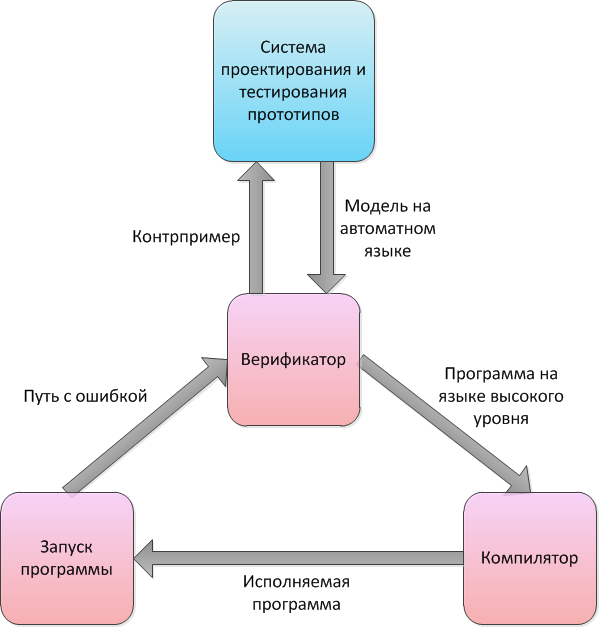 Система
проектирования и
тестирования
прототипов
Контрпример
Модель на
автоматном
языке
Верификатор
Путь с ошибкой
Программа на
языке высокого
уровня
Запуск
программы
Исполняемая
программа
Компилятор